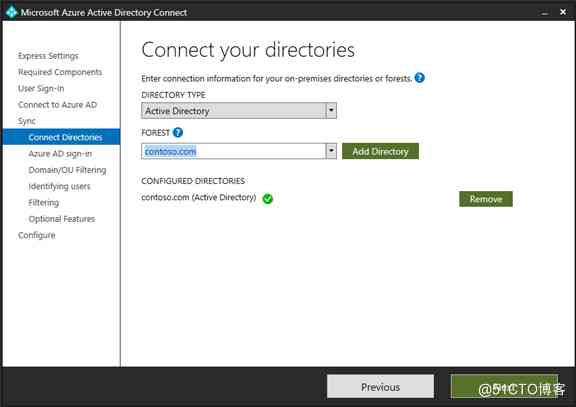 Microsoft Azure Active Directory Connect
Express Settings
Required Components
User Sign-In
Connect to Azure AD
Sync
Connect Directories
Azure AD sign-in
Domain/OU Filtering
Identifying users
Filtering
Optional Features
Configure
Connect your directories
Enter connection information for your on-premises directories or forests. ?
DIRECTORY TYPE
Active Directory
FOREST ?
contoso.com
Add Directory
CONFIGURED DIRECTORIES
contoso.com (Active Directory)
Remove
Previous
Next
@51CTO博客